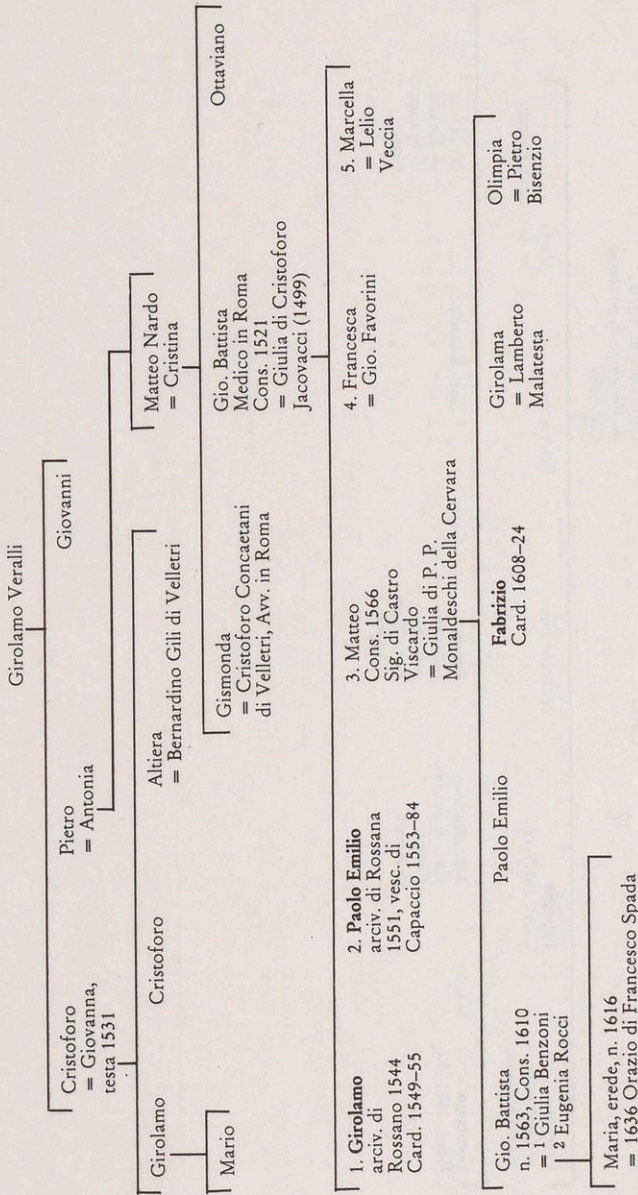 Girolamo Veralli
Cristoforo
= Giovanna,
testa 1531
Pietro
= Antonia
Giovanni
Girolamo
Cristoforo
Altiera
= Bernardino Gili di Velletri
Matteo Nardo
= Cristina
Mario
Gismonda
= Cristoforo Concaetani
di Velletri, Avv. in Roma
Gio. Battista
Medico in Roma
Cons. 1521
= Giulia di Cristoforo
Jacovacci (1499)
Ottaviano
1. Girolamo
arciv. di
Rossano 1544
Card. 1549–55
2. Paolo Emilio
arciv. di Rossana
1551, vesc. di
Capaccio 1553–84
3. Matteo
Cons. 1566
Sig. di Castro
Viscardo
= Giulia di P. P.
Monaldeschi della Cervara
4. Francesca
= Gio. Favorini
5. Marcella
= Lelio
Veccia
Gio. Battista
n. 1563, Cons. 1610
= 1 Giulia Benzoni
2 Eugenia Rocci
Paolo Emilio
Fabrizio
Card. 1608–24
Girolama
= Lamberto
Malatesta
Olimpia
= Pietro
Bisenzio
Maria, erede, n. 1616
= 1636 Orazio di Francesco Spada